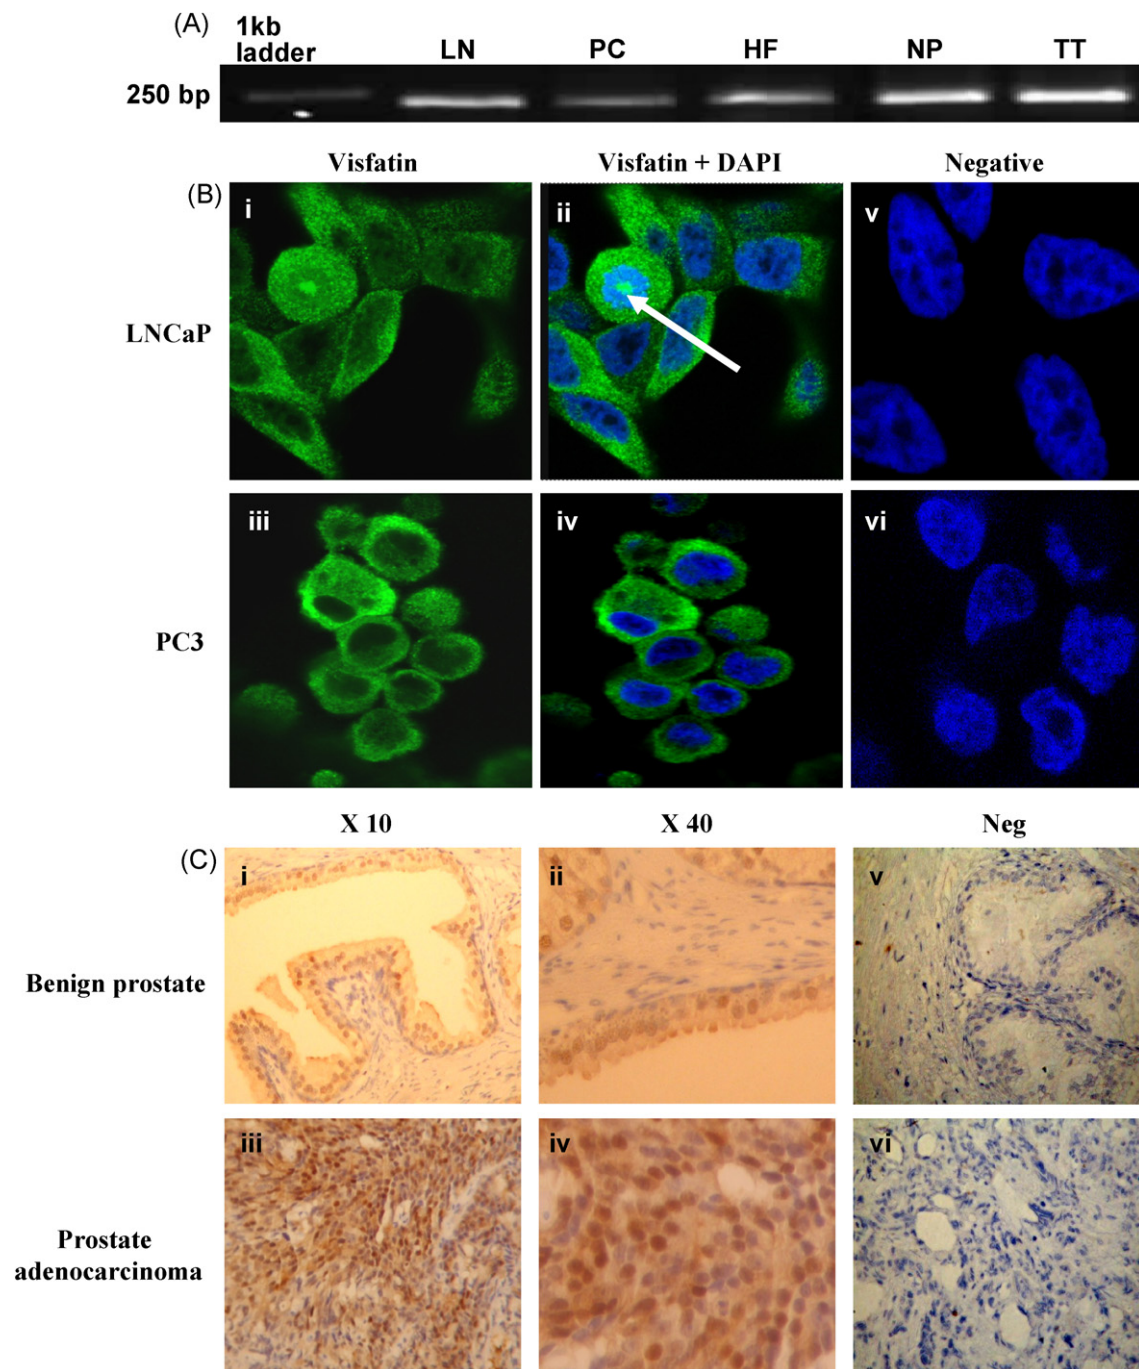 (A)
1kb
ladder
LN PC HF NP TT
250 bp
Visfatin Visfatin + DAPI Negative
(B)
i ii v
LNCaP
iii iv vi
PC3
X 10 X 40 Neg
(C)
i ii v
Benign prostate
iii iv vi
Prostate
adenocarcinoma